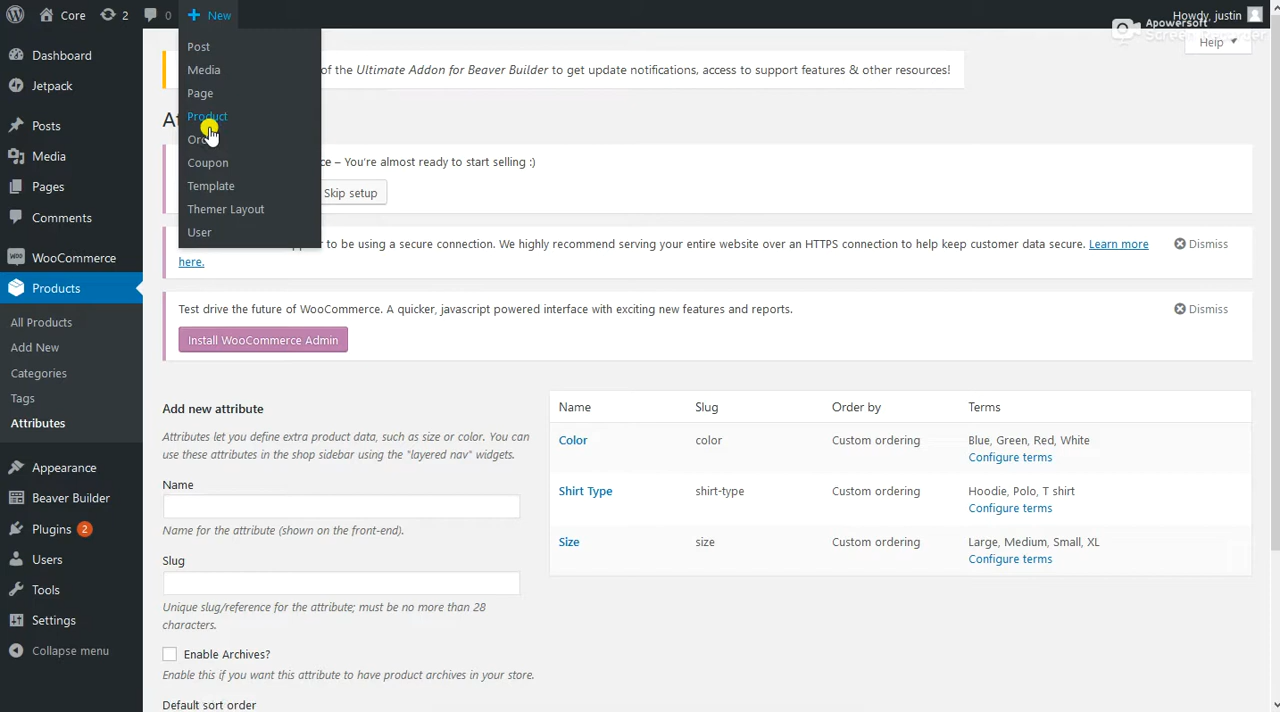 Core
2
0
New
Howdy, justin
Apowersoft
Screen Recorder
Help
Dashboard
Jetpack
Posts
Media
Pages
Comments
WooCommerce
Products
All Products
Add New
Categories
Tags
Attributes
Appearance
Beaver Builder
Plugins 2
Users
Tools
Settings
Collapse menu
Post
Media
Page
Product
Coupon
Template
Themer Layout
User
of the Ultimate Addon for Beaver Builder to get update notifications, access to support features & other resources!
– You're almost ready to start selling :)
Skip setup
to be using a secure connection. We highly recommend serving your entire website over an HTTPS connection to help keep customer data secure. Learn more
here.
Dismiss
Test drive the future of WooCommerce. A quicker, javascript powered interface with exciting new features and reports.
Dismiss
Install WooCommerce Admin
Add new attribute
Attributes let you define extra product data, such as size or color. You can
use these attributes in the shop sidebar using the "layered nav" widgets.
Name
Name for the attribute (shown on the front-end).
Slug
Unique slug/reference for the attribute; must be no more than 28
characters.
Enable Archives?
Enable this if you want this attribute to have product archives in your store.
Default sort order
Name Slug Order by Terms
Color color Custom ordering Blue, Green, Red, White
Configure terms
Shirt Type shirt-type Custom ordering Hoodie, Polo, T shirt
Configure terms
Size size Custom ordering Large, Medium, Small, XL
Configure terms